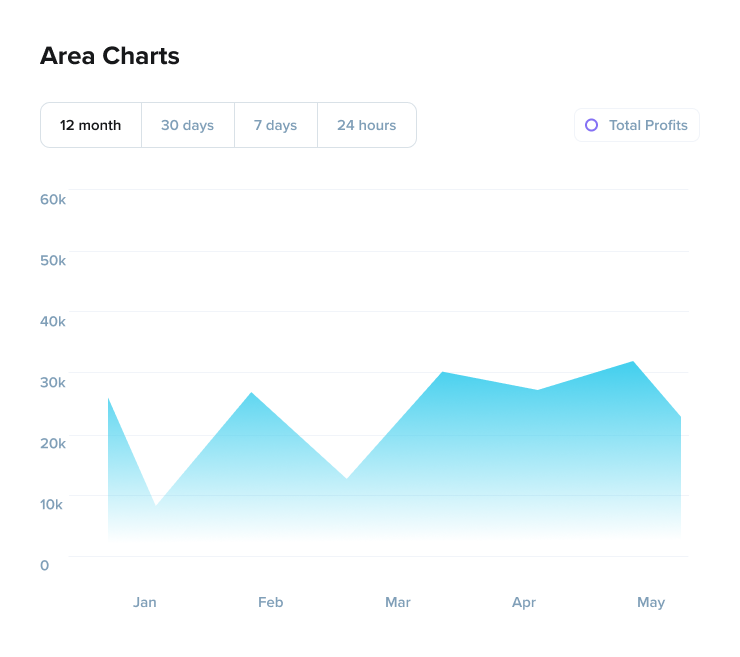 Area Charts
12 month 30 days 7 days 24 hours Total Profits
60k
50k
40k
30k
20k
10k
0
Jan Feb Mar Apr May